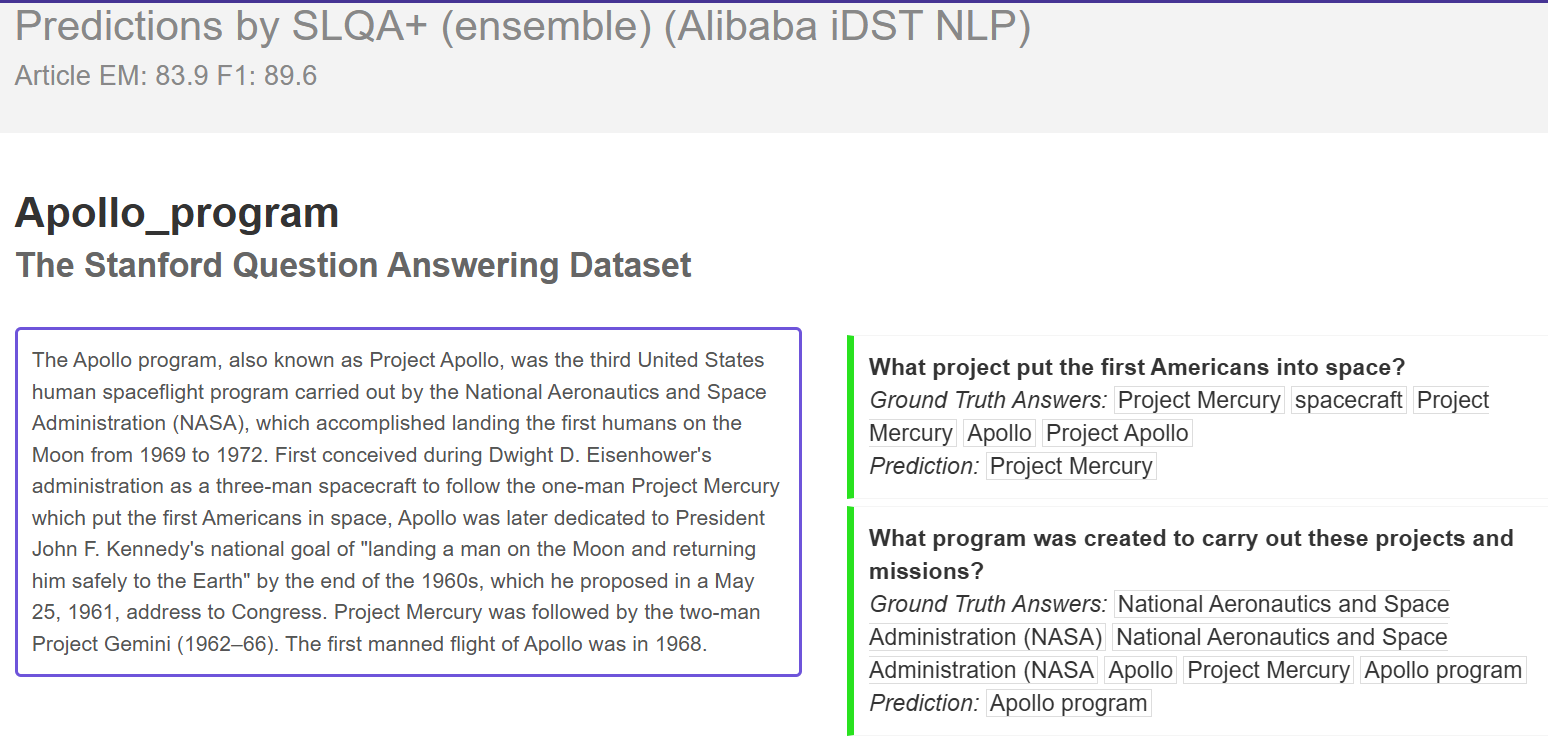 Predictions by SLQA+ (ensemble) (Alibaba iDST NLP)
Article EM: 83.9 F1: 89.6
Apollo_program
The Stanford Question Answering Dataset
The Apollo program, also known as Project Apollo, was the third United States
human spaceflight program carried out by the National Aeronautics and Space
Administration (NASA), which accomplished landing the first humans on the
Moon from 1969 to 1972. First conceived during Dwight D. Eisenhower's
administration as a three-man spacecraft to follow the one-man Project Mercury
which put the first Americans in space, Apollo was later dedicated to President
John F. Kennedy's national goal of "landing a man on the Moon and returning
him safely to the Earth" by the end of the 1960s, which he proposed in a May
25, 1961, address to Congress. Project Mercury was followed by the two-man
Project Gemini (1962–66). The first manned flight of Apollo was in 1968.
What project put the first Americans into space?
Ground Truth Answers: Project Mercury spacecraft Project
Mercury Apollo Project Apollo
Prediction: Project Mercury
What program was created to carry out these projects and
missions?
Ground Truth Answers: National Aeronautics and Space
Administration (NASA) National Aeronautics and Space
Administration (NASA Apollo Project Mercury Apollo program
Prediction: Apollo program